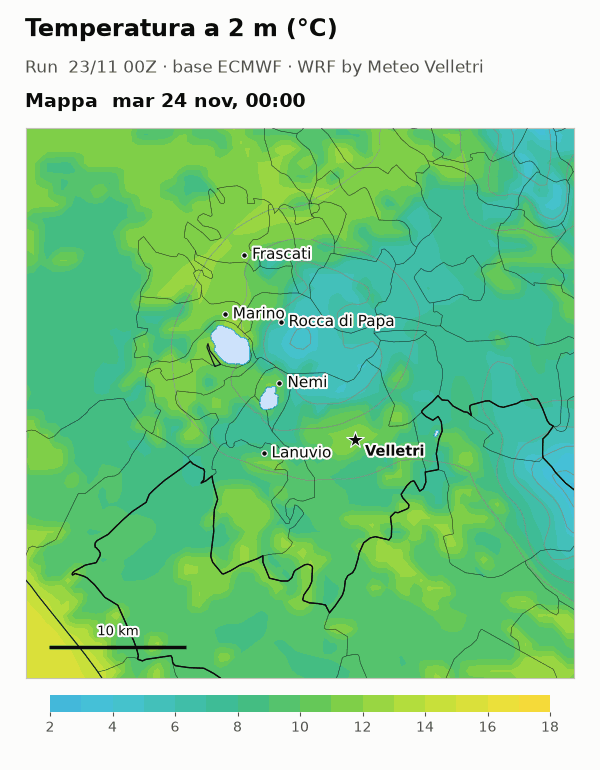 Temperatura a 2 m (°C)
Run 23/11 00Z · base ECMWF · WRF by Meteo Velletri
Mappa mar 24 nov, 00:00
Frascati
Marino
Rocca di Papa
Nemi
Velletri
Lanuvio
10 km
2 4 6 8 10 12 14 16 18